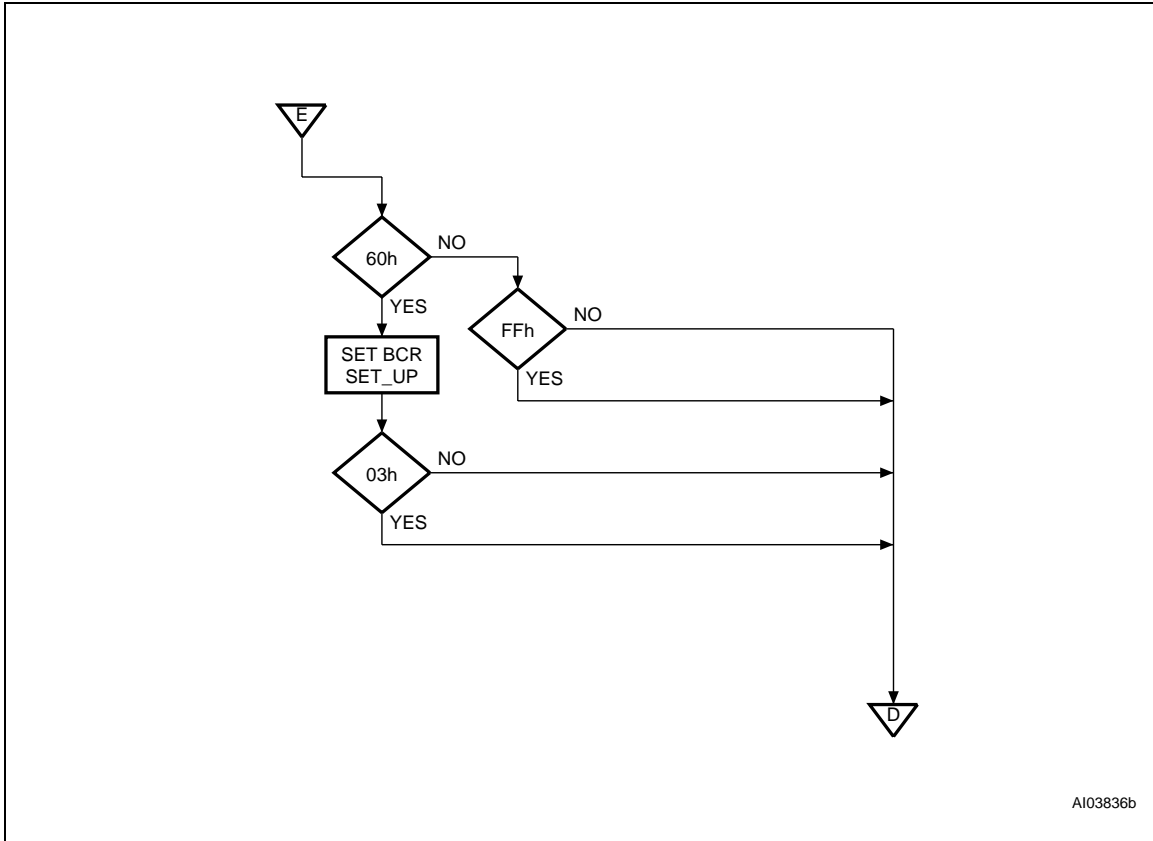 E
60h
NO
YES
FFh
NO
YES
SET BCR
SET_UP
03h
NO
YES
D
AI03836b